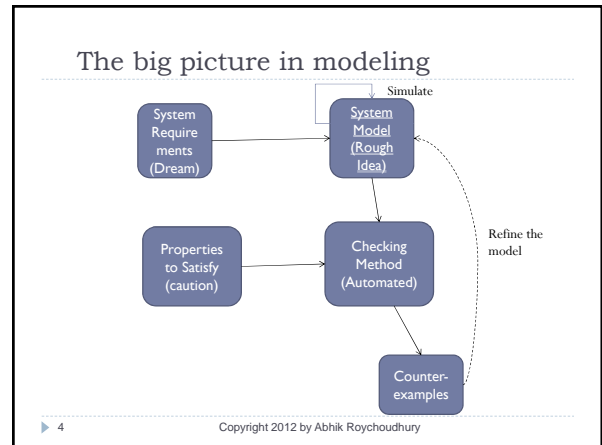 The big picture in modeling
Simulate
System
Require
ments
(Dream)
System
Model
(Rough
Idea)
Properties
to Satisfy
(caution)
Checking
Method
(Automated)
Refine the
model
Counter-
examples
4
Copyright 2012 by Abhik Roychoudhury